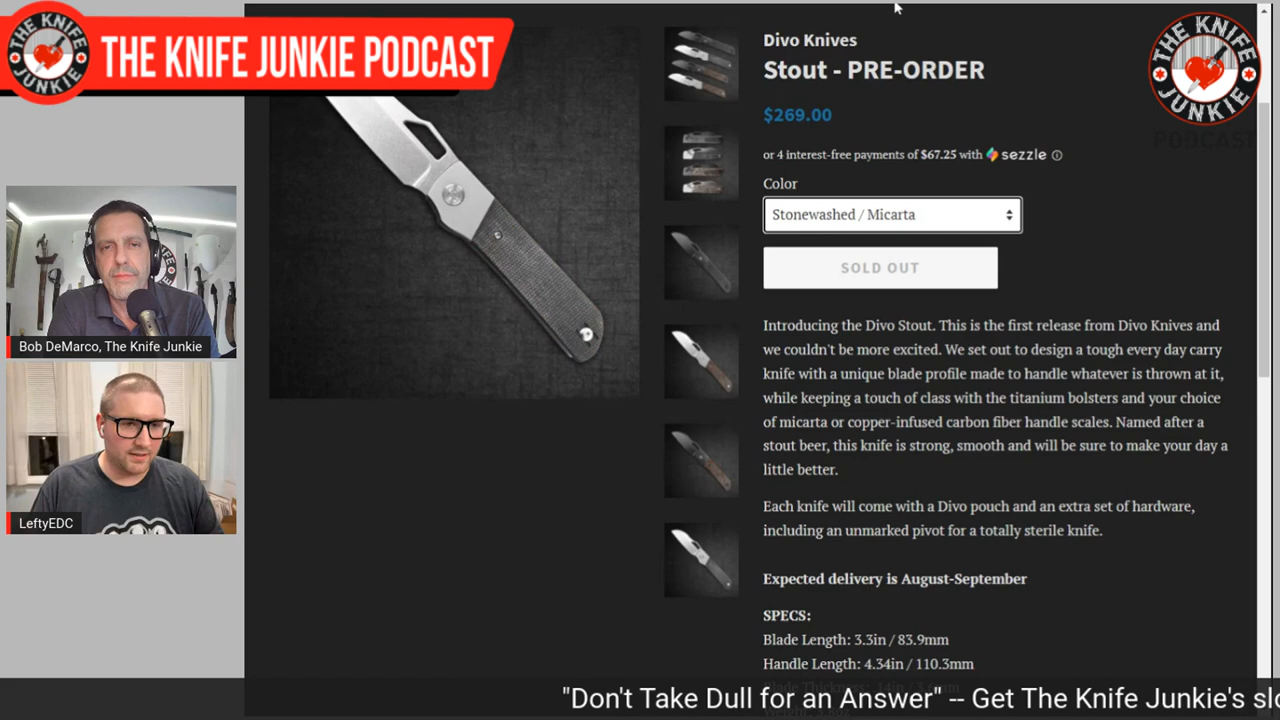 THE KNIFE JUNKIE
THE KNIFE JUNKIE PODCAST
THE KNIFE JUNKIE
PODCAST
Divo Knives
Stout - PRE-ORDER
$269.00
or 4 interest-free payments of $67.25 with sezzle
Color
Stonewashed / Micarta
SOLD OUT
Bob DeMarco, The Knife Junkie
LeftyEDC
Introducing the Divo Stout. This is the first release from Divo Knives and
we couldn't be more excited. We set out to design a tough every day carry
knife with a unique blade profile made to handle whatever is thrown at it,
while keeping a touch of class with the titanium bolsters and your choice
of micarta or copper-infused carbon fiber handle scales. Named after a
stout beer, this knife is strong, smooth and will be sure to make your day a
little better.
Each knife will come with a Divo pouch and an extra set of hardware,
including an unmarked pivot for a totally sterile knife.
Expected delivery is August-September
SPECS:
Blade Length: 3.3in / 83.9mm
Handle Length: 4.34in / 110.3mm
"Don't Take Dull for an Answer" -- Get The Knife Junkie's